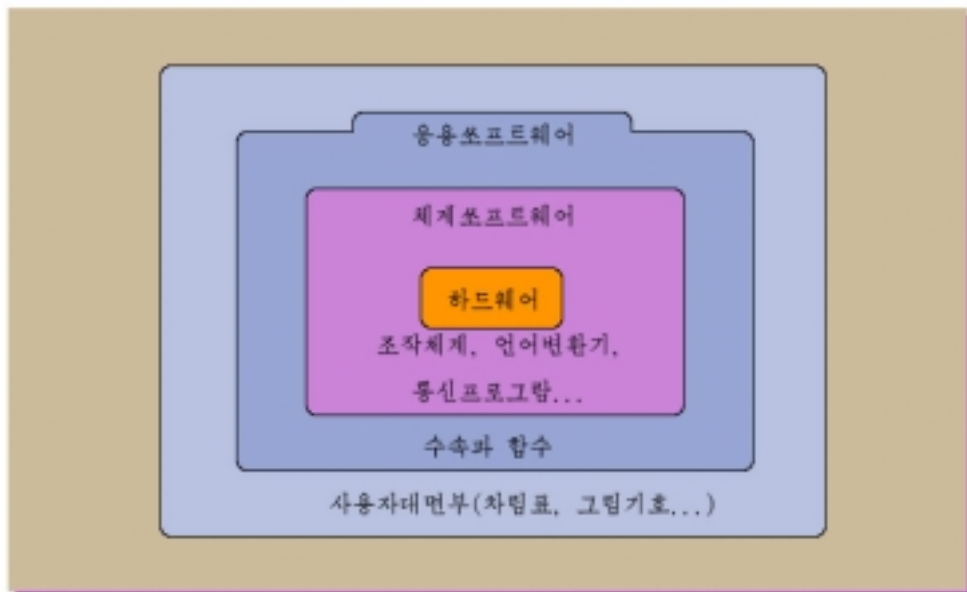 응용쏘프트웨어
체계쏘프트웨어
하드웨어
조작체계, 언어변환기,
통신프로그람...
수속과 함수
사용자대면부(차림표, 그림기호...)